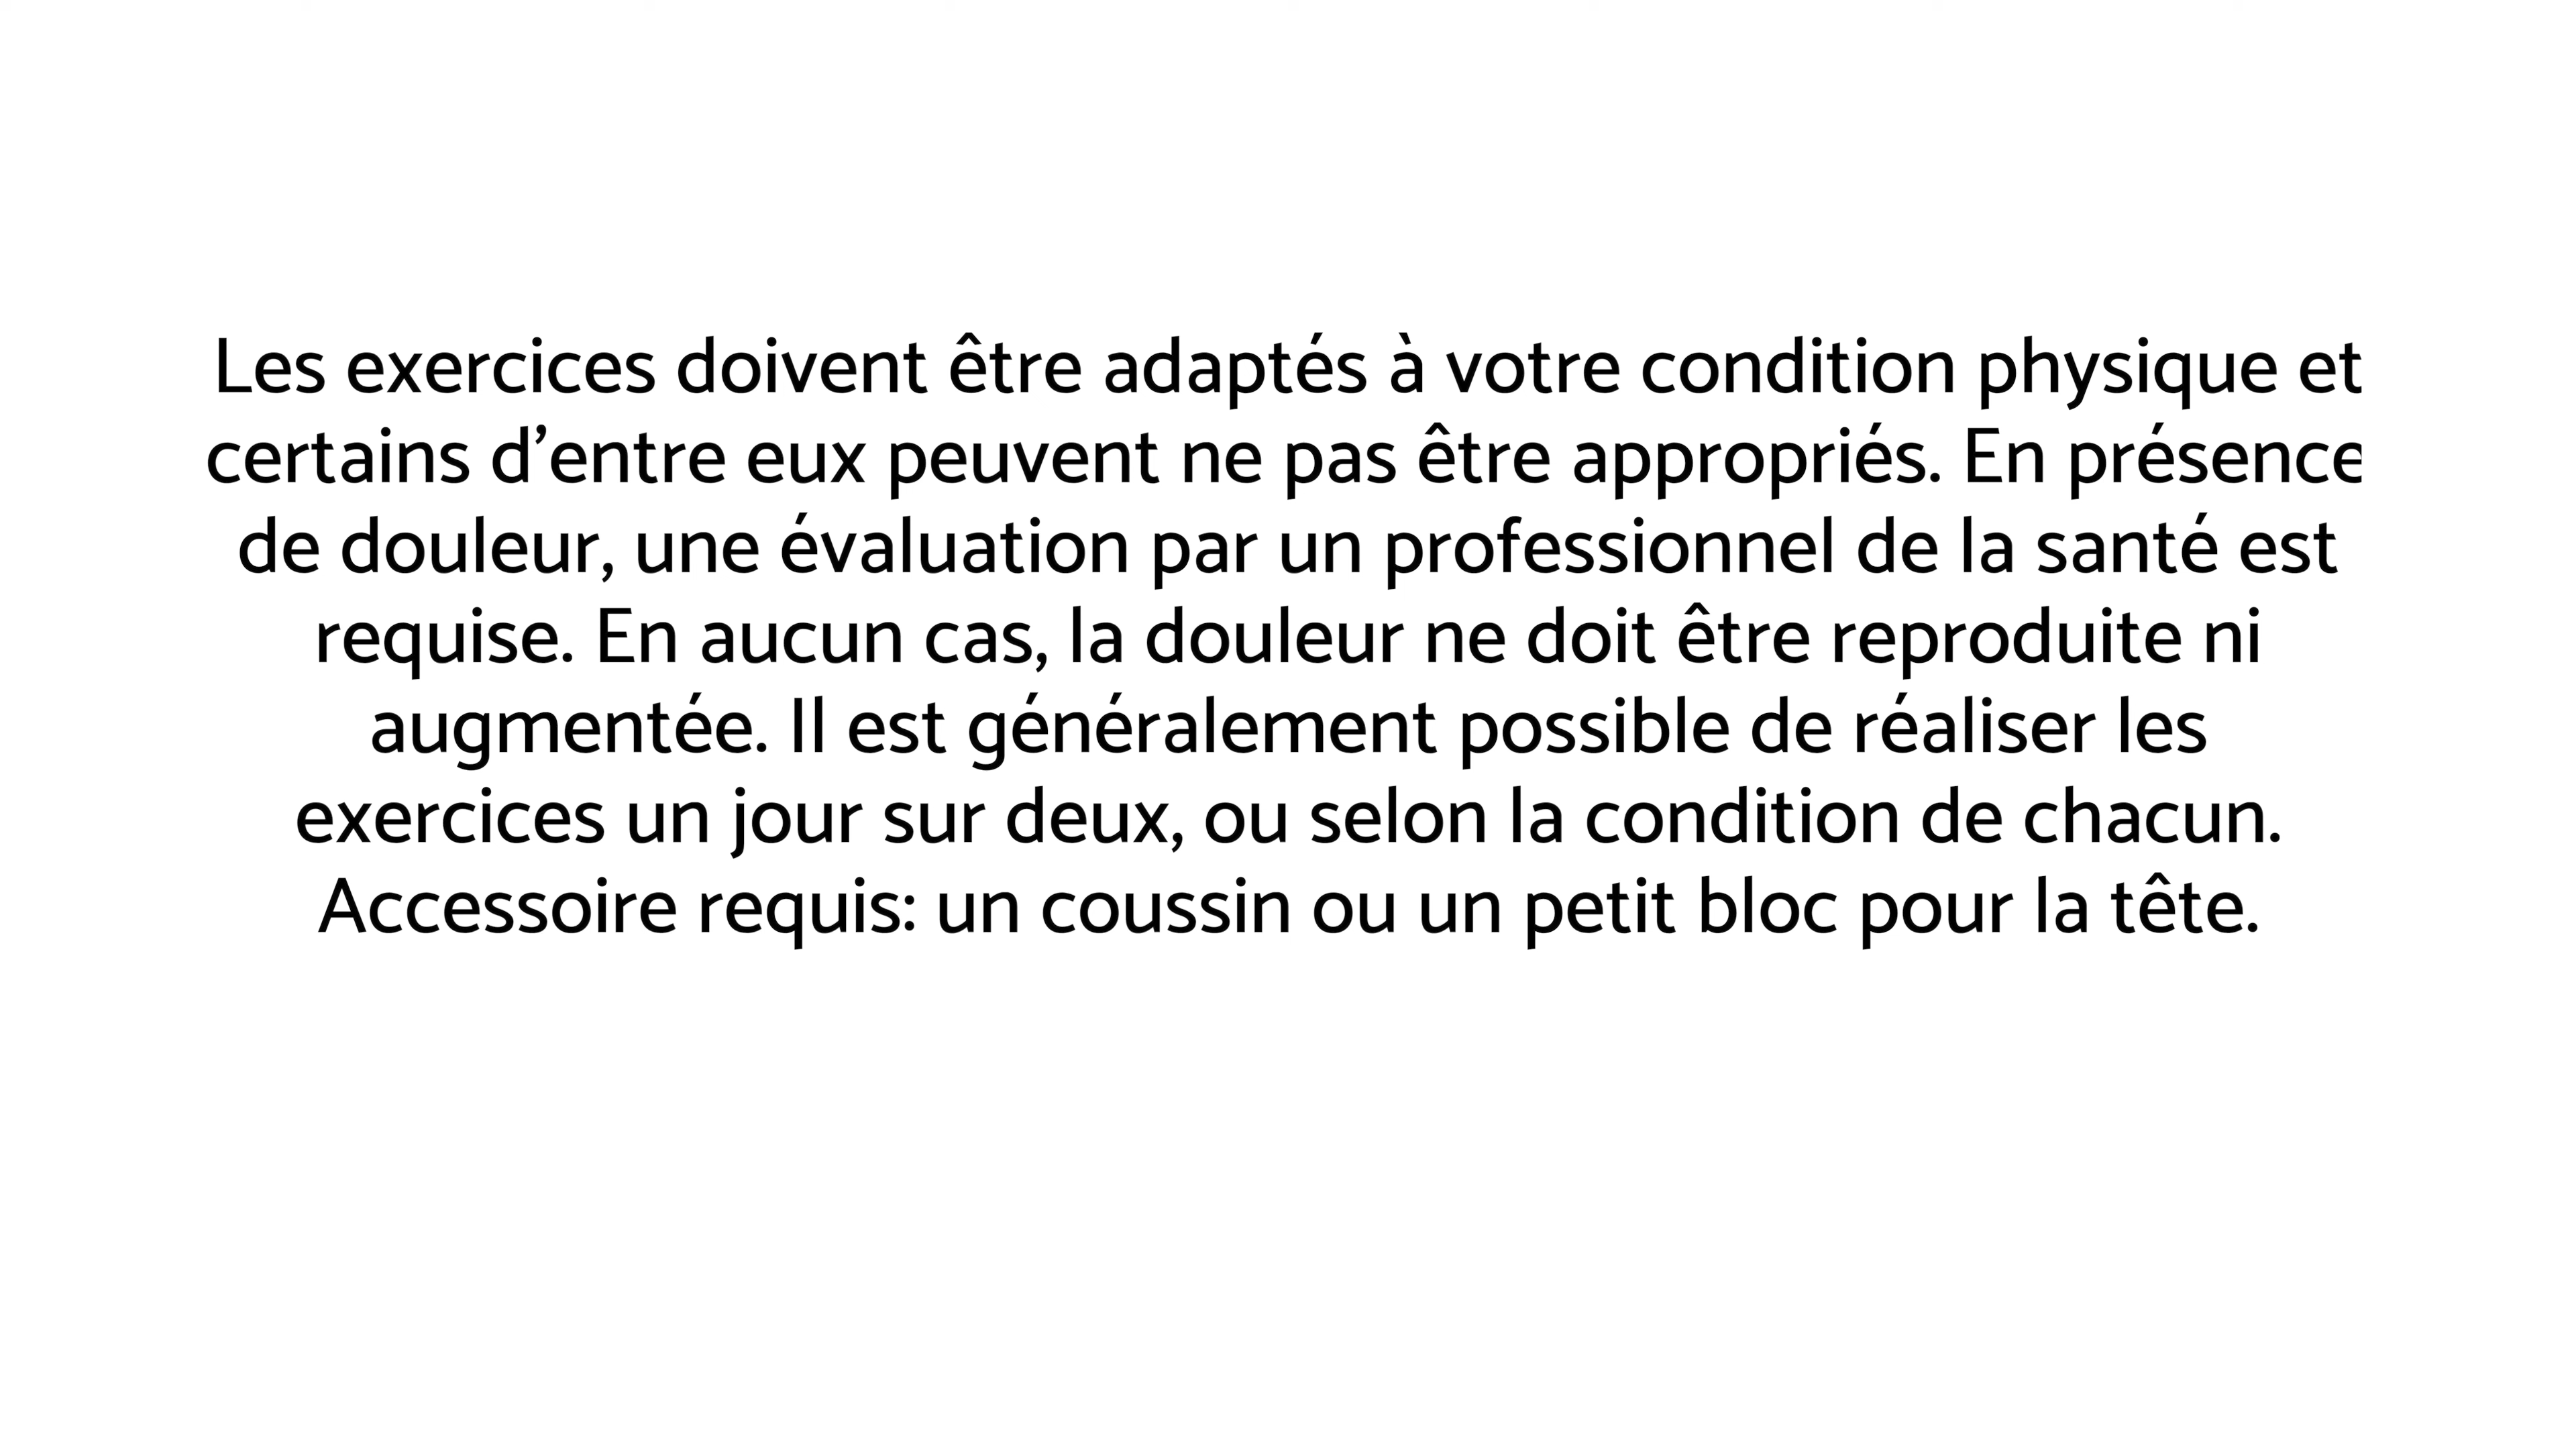 Les exercices doivent être adaptés à votre condition physique et
certains d’entre eux peuvent ne pas être appropriés. En présence
de douleur, une évaluation par un professionnel de la santé est
requise. En aucun cas, la douleur ne doit être reproduite ni
augmentée. Il est généralement possible de réaliser les
exercices un jour sur deux, ou selon la condition de chacun.
Accessoire requis: un coussin ou un petit bloc pour la tête.